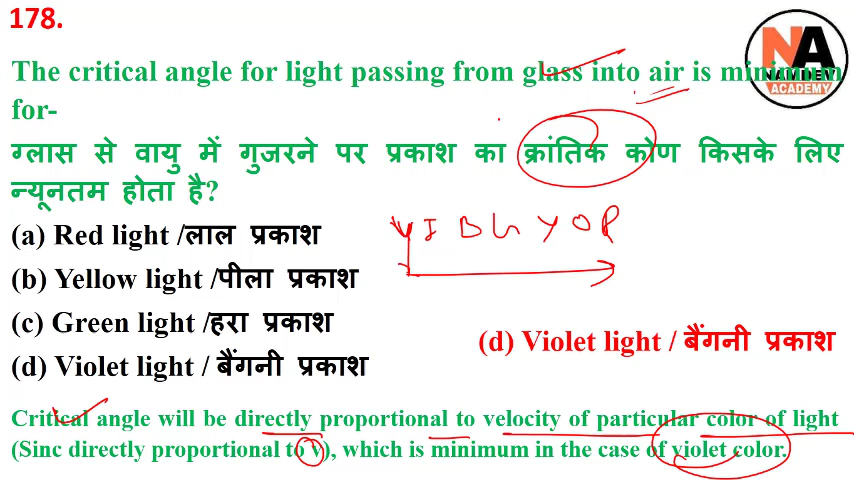 178.
NA
NAMDEV
ACADEMY
The critical angle for light passing from glass into air is minimum
for-
ग्लास से वायु में गुजरने पर प्रकाश का क्रांतिक कोण किसके लिए
न्यूनतम होता है?
V I B G Y O R
(a) Red light /लाल प्रकाश
(b) Yellow light /पीला प्रकाश
(c) Green light /हरा प्रकाश
(d) Violet light / बैंगनी प्रकाश
(d) Violet light / बैंगनी प्रकाश
Critical angle will be directly proportional to velocity of particular color of light
(Sinc directly proportional to v), which is minimum in the case of violet color.